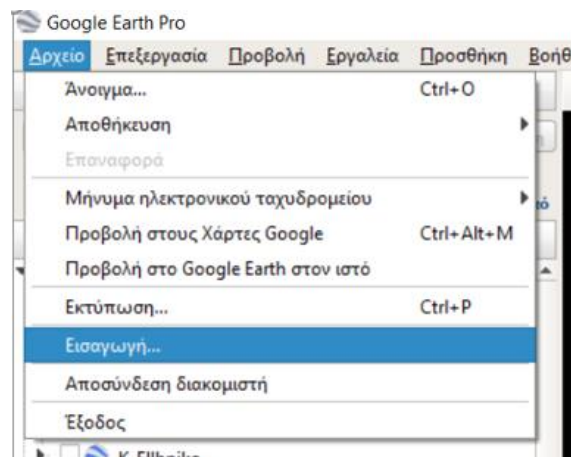 Google Earth Pro
Αρχείο Επεξεργασία Προβολή Εργαλεία Προσθήκη
Άνοιγμα... Ctrl+O
Αποθήκευση
Επαναφορά
Μήνυμα ηλεκτρονικού ταχυδρομείου
Προβολή στους Χάρτες Google Ctrl+Alt+M
Προβολή στο Google Earth στον ιστό
Εκτύπωση... Ctrl+P
Εισαγωγή...
Αποσύνδεση διακομιστή
Έξοδος